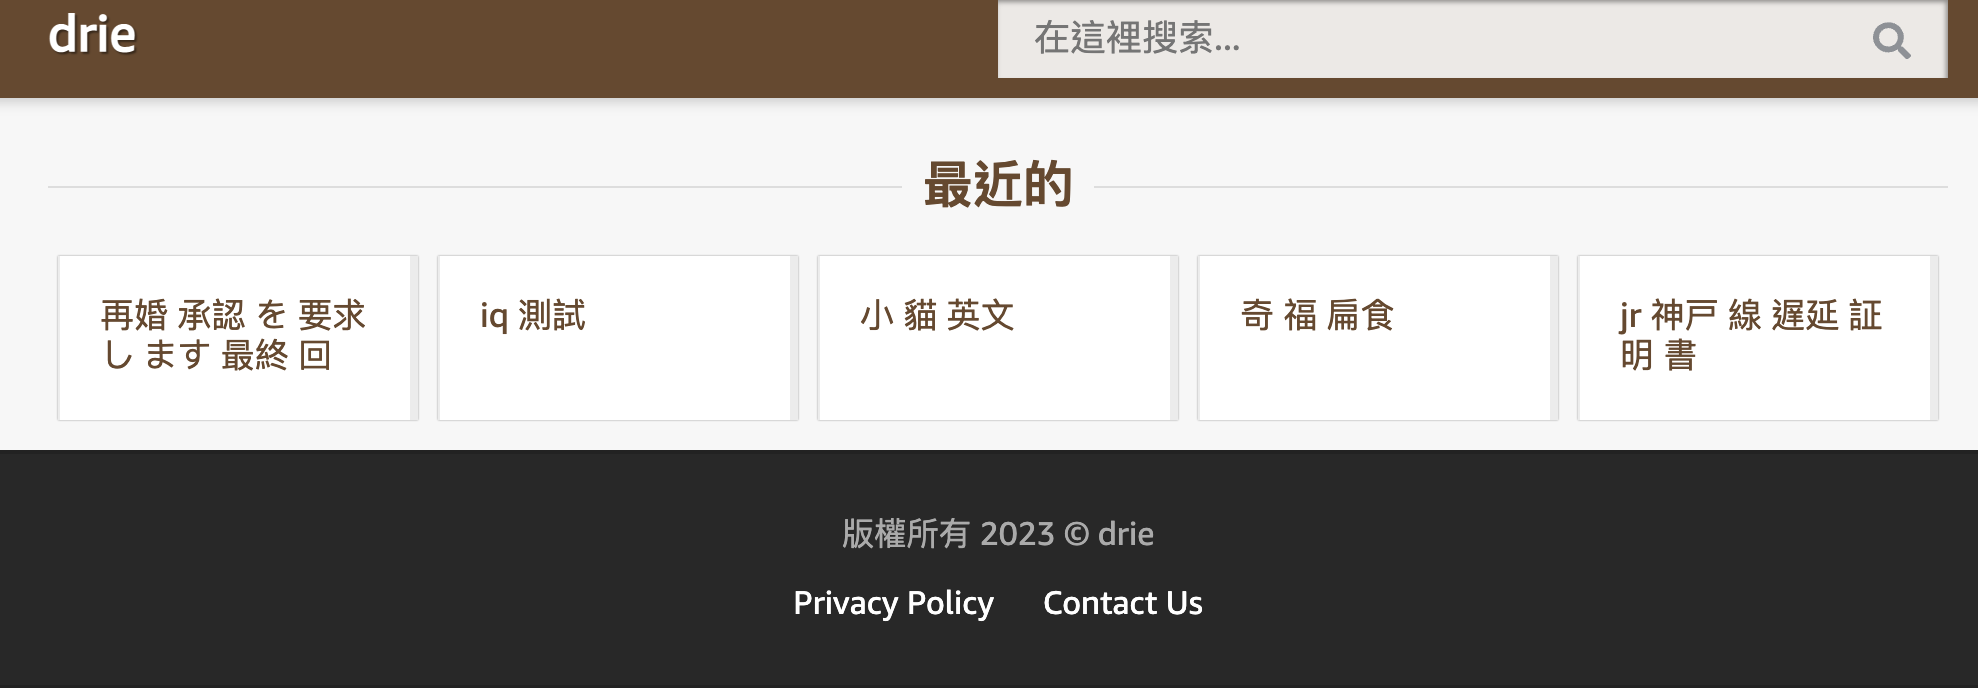 drie
在這裡搜索...
最近的
再婚 承認 を 要求
し ます 最終 回
iq 測試
小 貓 英文
奇 福 扁食
jr 神戸 線 遅延 証
明 書
版權所有 2023 © drie
Privacy Policy
Contact Us